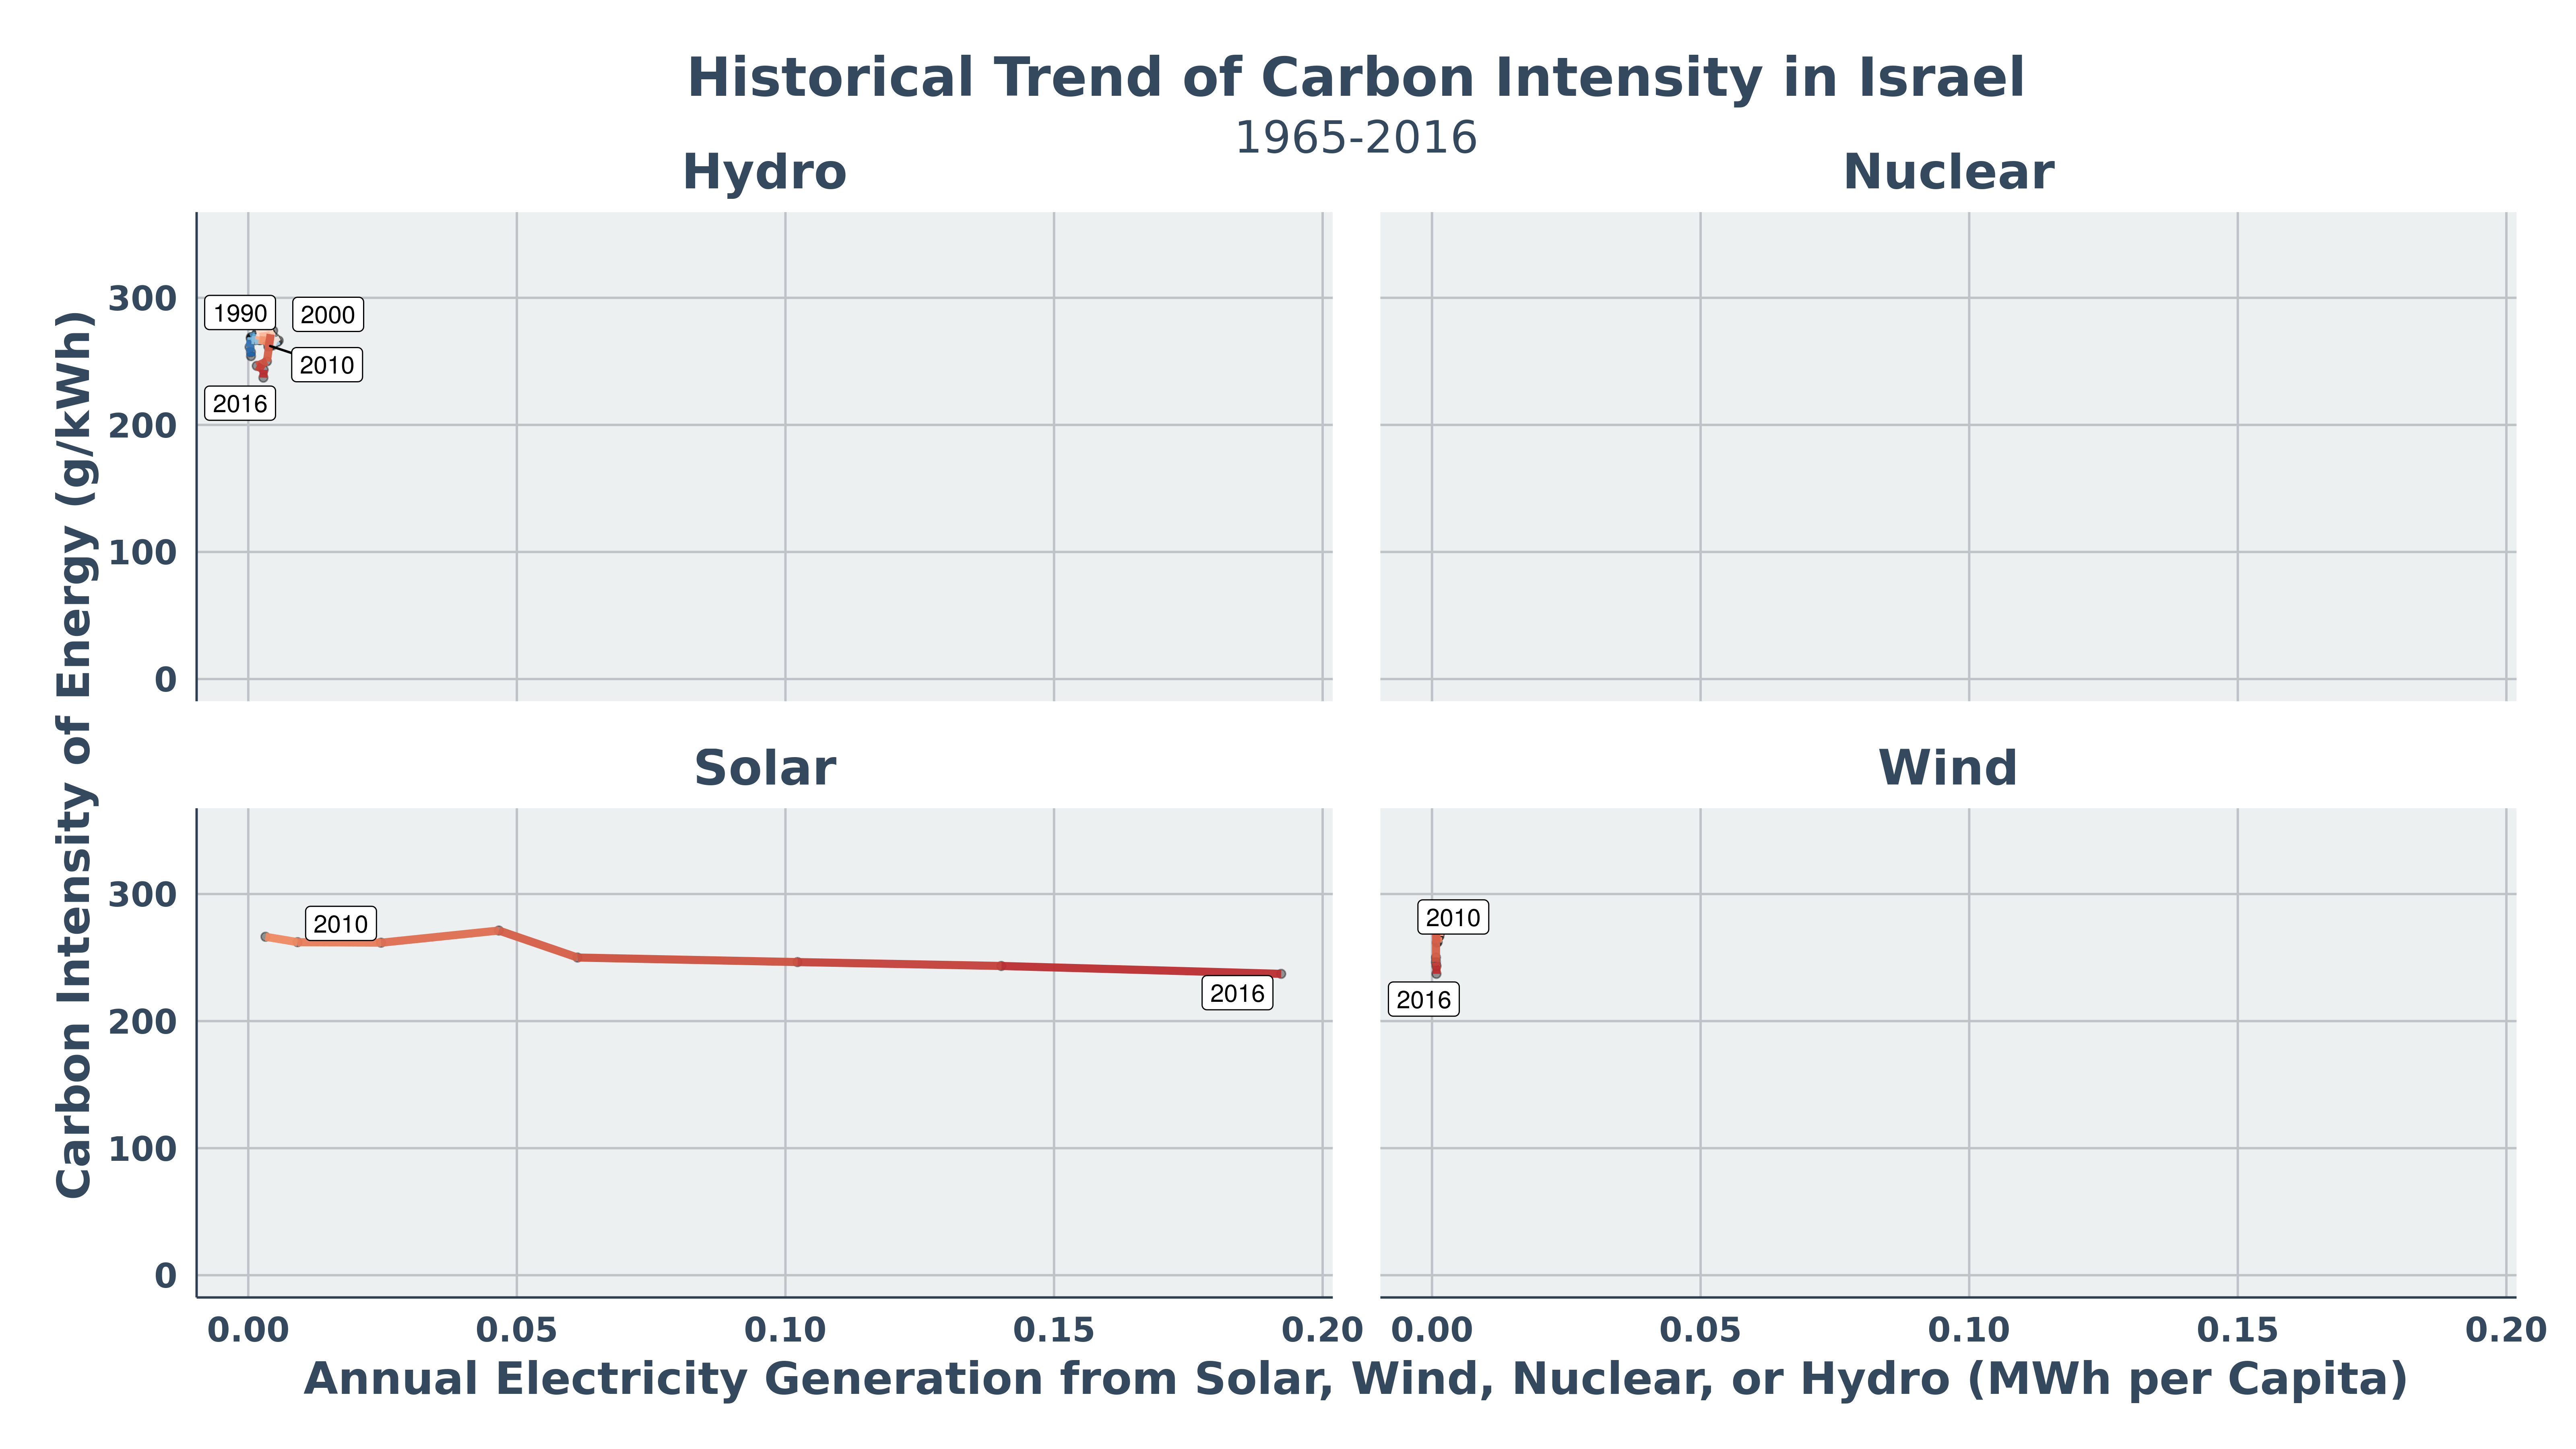 Historical Trend of Carbon Intensity in Israel
1965-2016
Hydro
Nuclear
Carbon Intensity of Energy (g/kWh)
300
200
100
0
1990
2000
2010
2016
Solar
Wind
300
200
100
0
2010
2016
2010
2016
0.00 0.05 0.10 0.15 0.20 0.00 0.05 0.10 0.15 0.20
Annual Electricity Generation from Solar, Wind, Nuclear, or Hydro (MWh per Capita)